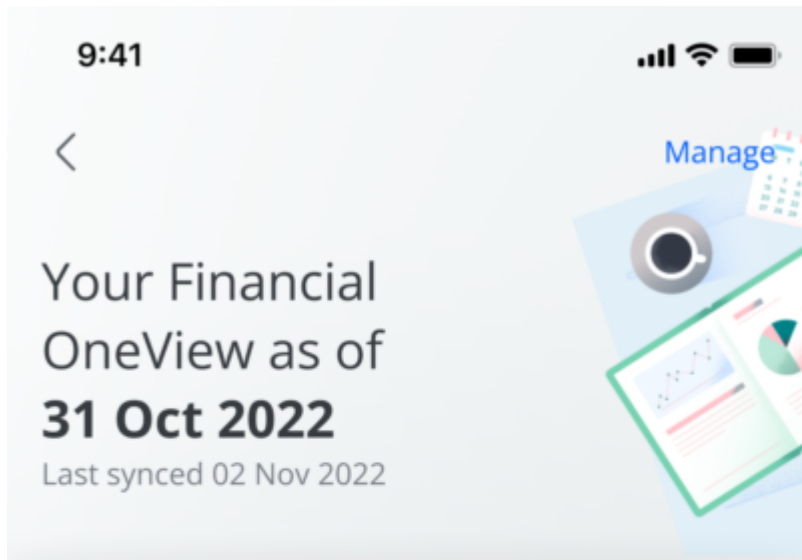 9:41
Manage
Your Financial
OneView as of
31 Oct 2022
Last synced 02 Nov 2022